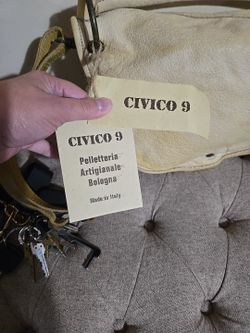 CIVICO 9
CIVICO 9
Pelletteria
Artigianale
Bologna
Made in Italy